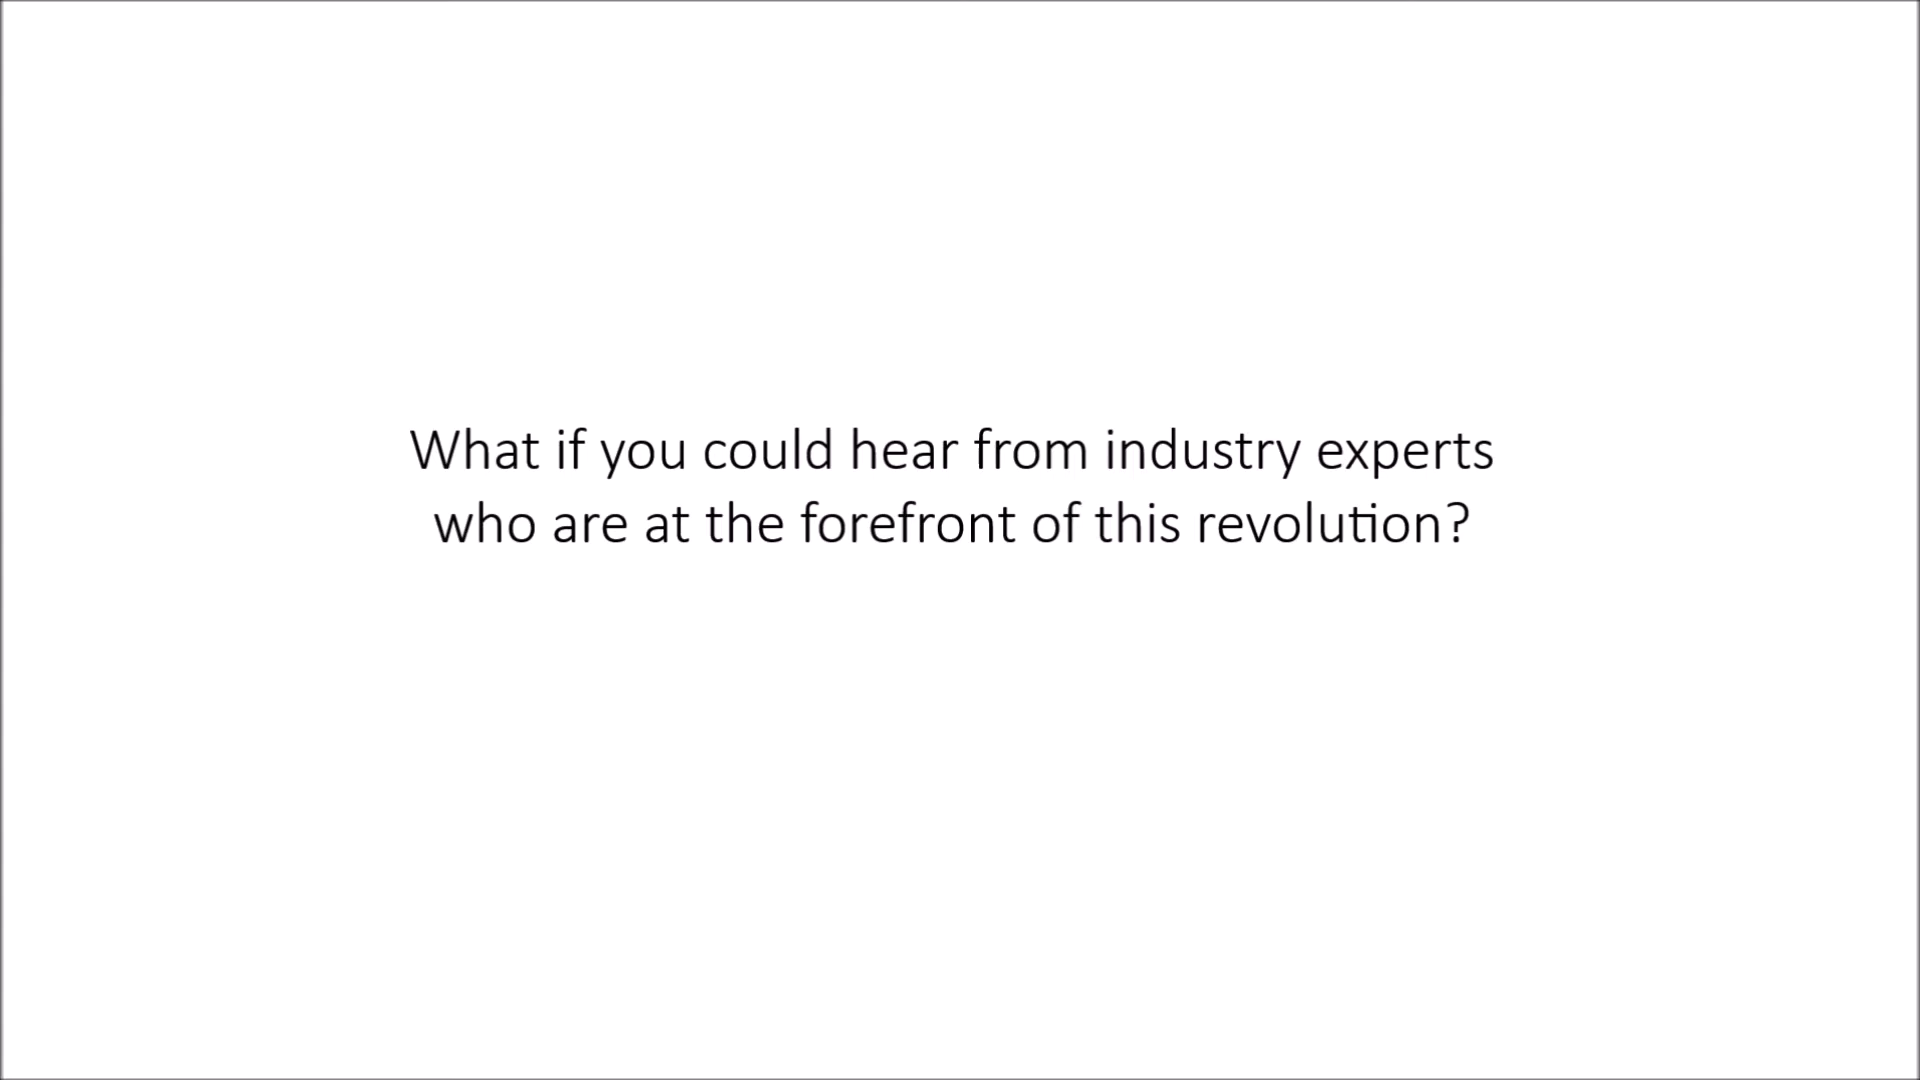 What if you could hear from industry experts
who are at the forefront of this revolution?